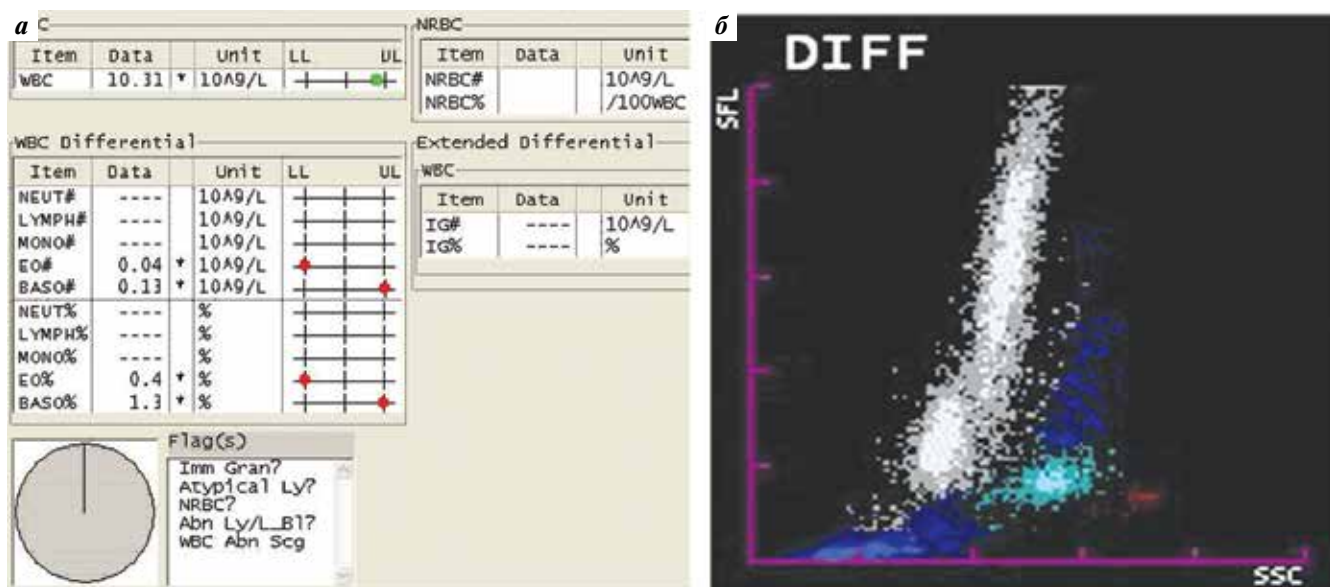 а C
Item Data Unit LL UL
WBC 10.31 * 10^9/L
WBC Differential
Item Data Unit LL UL
NEUT# ---- 10^9/L
LYMPH# ---- 10^9/L
MONO# ---- 10^9/L
EO# 0.04 * 10^9/L
BASO# 0.13 * 10^9/L
NEUT% ---- %
LYMPH% ---- %
MONO% ---- %
EO% 0.4 * %
BASO% 1.3 * %
Flag(s)
Imm Gran?
Atypical Ly?
NRBC?
Abn Ly/L_Bl?
WBC Abn Scg
NRBC
Item Data Unit
NRBC# 10^9/L
NRBC% /100WBC
Extended Differential
WBC
Item Data Unit
IG# ---- 10^9/L
IG% ---- %
б
DIFF
SFL
SSC